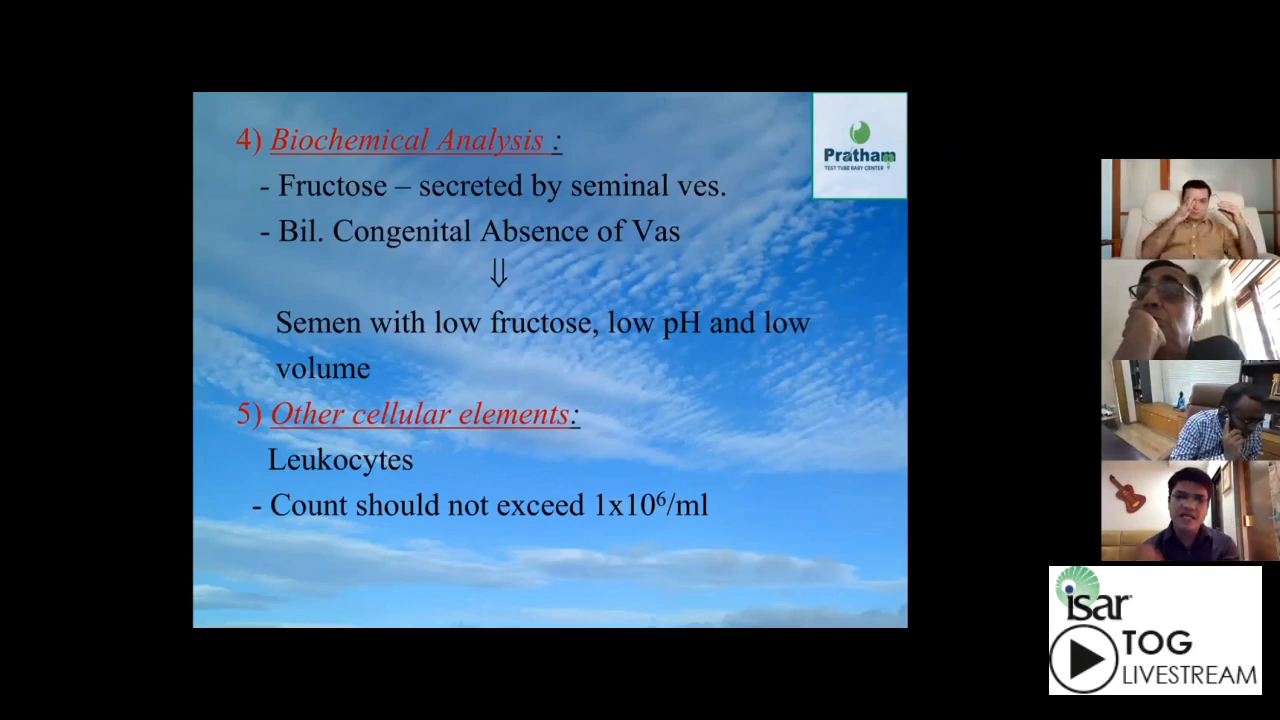 4) Biochemical Analysis :
- Fructose – secreted by seminal ves.
- Bil. Congenital Absence of Vas
⇓
Semen with low fructose, low pH and low
volume
5) Other cellular elements:
Leukocytes
- Count should not exceed 1x10⁶/ml
Pratham
TEST TUBE BABY CENTER
isar
TOG
LIVESTREAM